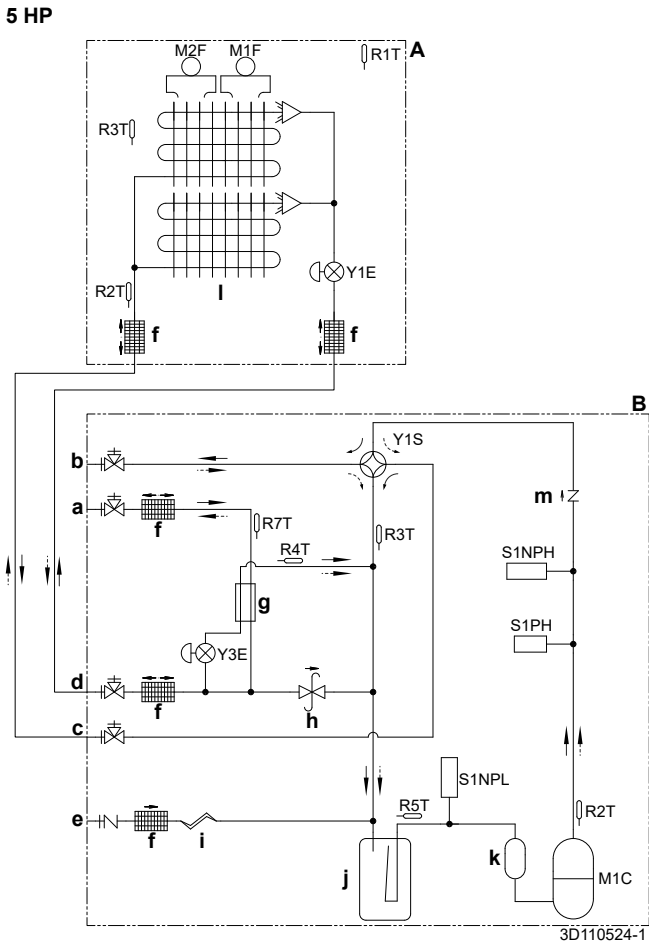 5 HP
A
M2F M1F
R1T
R3T
Y1E
R2T
l
f f
B
b
Y1S
a
m
f
R7T
R3T
R4T
S1NPH
g
S1PH
Y3E
d
f
h
c
S1NPL
R5T
R2T
e
f
i
k
j
M1C
3D110524-1